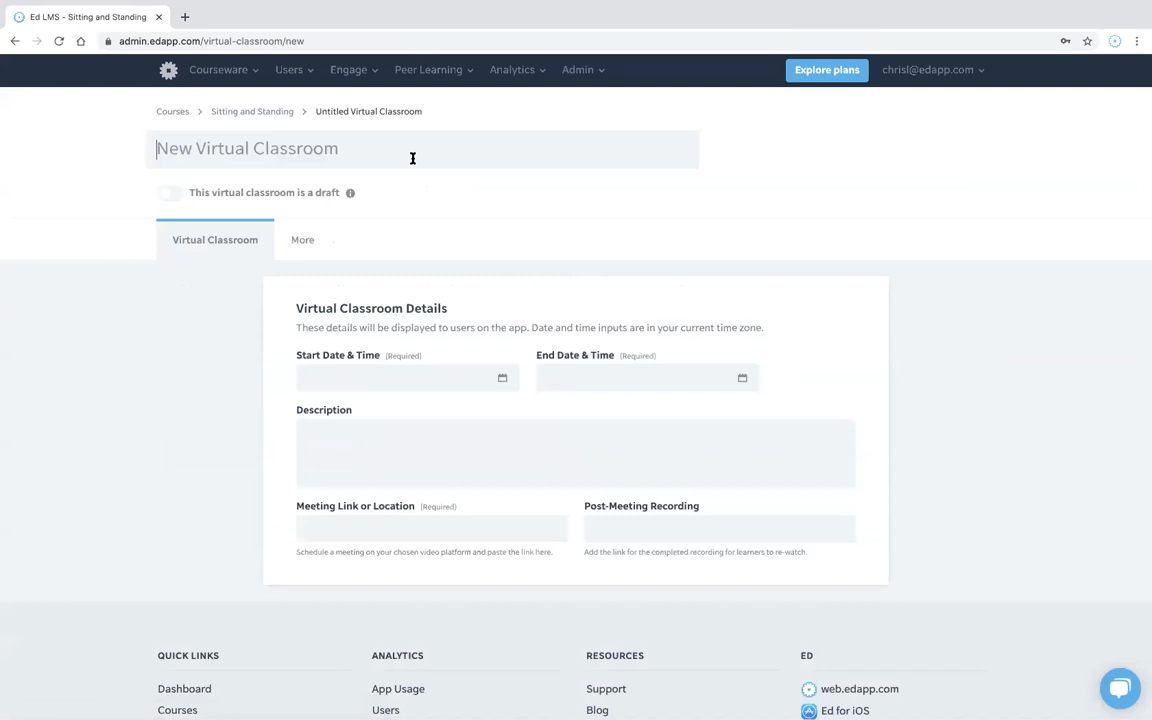 Ed LMS - Sitting and Standing
admin.edapp.com/virtual-classroom/new
Courseware Users Engage Peer Learning Analytics Admin Explore plans chrisl@edapp.com
Courses > Sitting and Standing > Untitled Virtual Classroom
New Virtual Classroom
This virtual classroom is a draft
Virtual Classroom More
Virtual Classroom Details
These details will be displayed to users on the app. Date and time inputs are in your current time zone.
Start Date & Time (Required) End Date & Time (Required)
Description
Meeting Link or Location (Required) Post-Meeting Recording
Schedule a meeting on your chosen video platform and paste the link here. Add the link for the completed recording for learners to re-watch.
QUICK LINKS ANALYTICS RESOURCES ED
Dashboard App Usage Support web.edapp.com
Courses Users Blog Ed for iOS